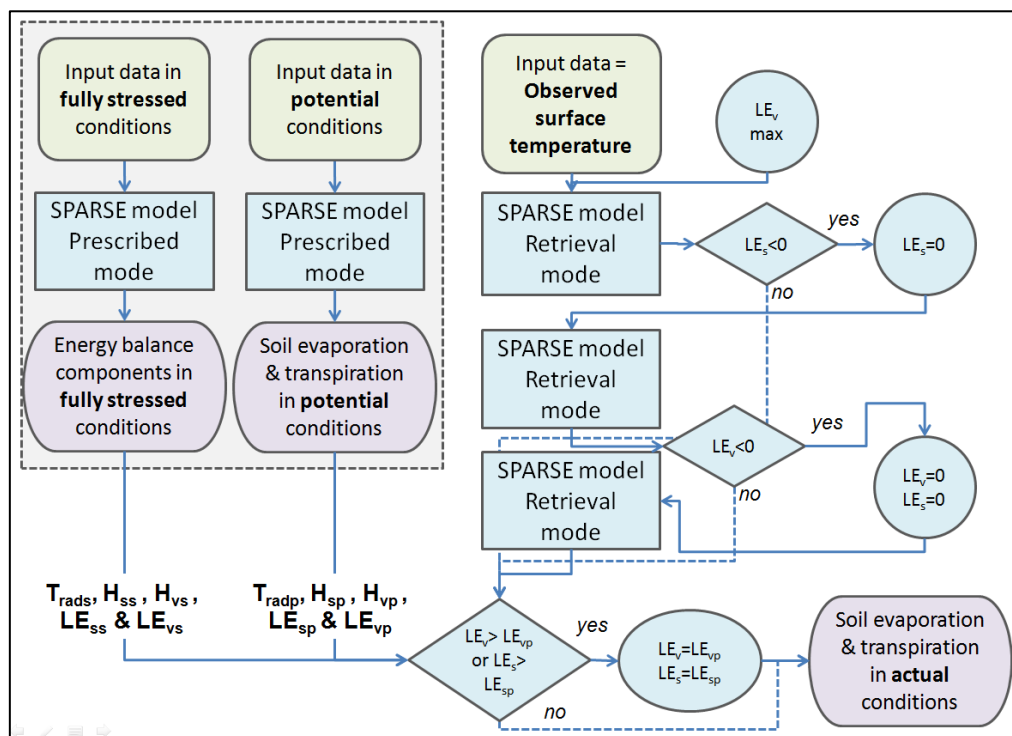 Input data in
fully stressed
conditions
Input data in
potential
conditions
Input data =
Observed
surface
temperature
LEv
max
SPARSE model
Prescribed
mode
SPARSE model
Prescribed
mode
SPARSE model
Retrieval
mode
LEs<0
yes
LEs=0
no
Energy balance
components in
fully stressed
conditions
Soil evaporation
& transpiration
in potential
conditions
SPARSE model
Retrieval
mode
LEv<0
yes
LEv=0
LEs=0
no
SPARSE model
Retrieval
mode
Trads, Hss , Hvs ,
LEss & LEvs
Tradp, Hsp , Hvp ,
LEsp & LEvp
LEv> LEvp
or LEs>
LEsp
yes
LEv=LEvp
LEs=LEsp
no
Soil evaporation
& transpiration
in actual
conditions